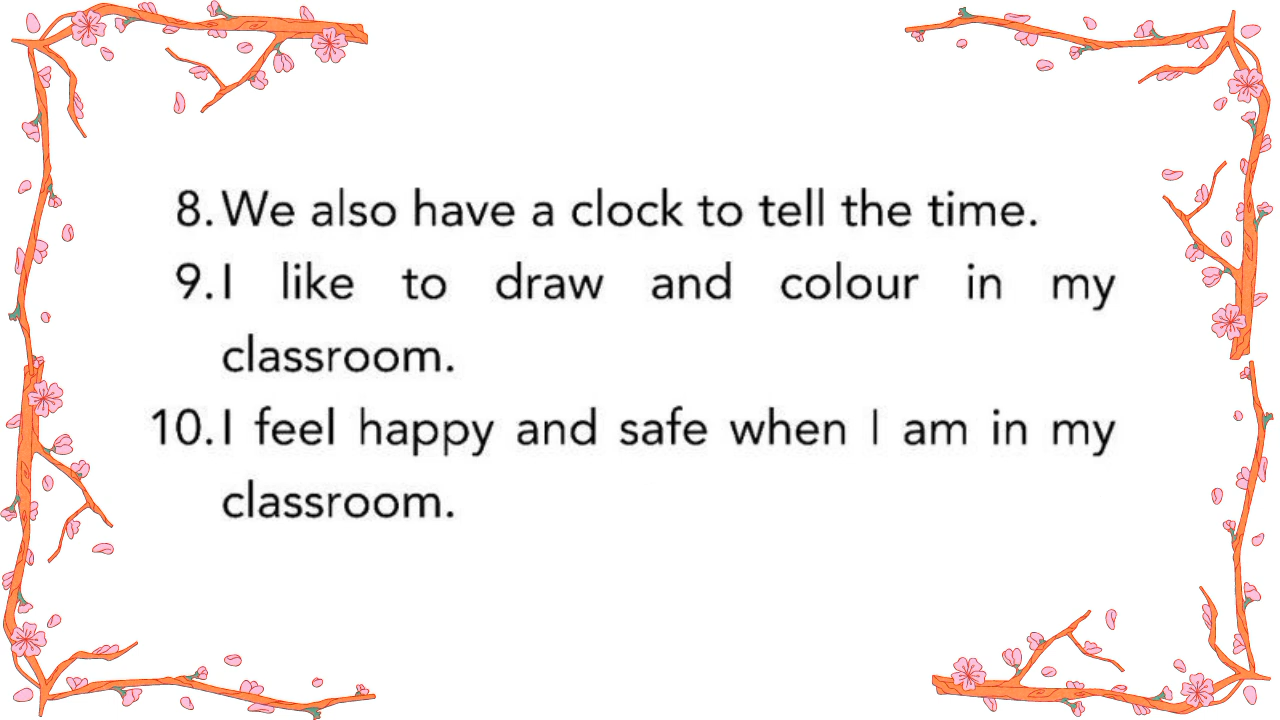 8. We also have a clock to tell the time.
9. I like to draw and colour in my
classroom.
10. I feel happy and safe when I am in my
classroom.